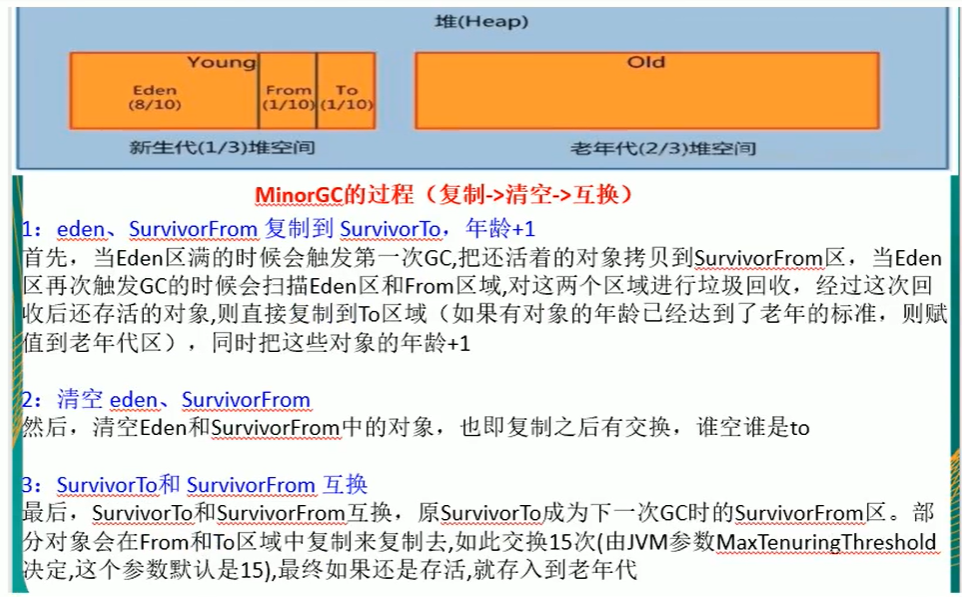 堆(Heap)
Young
Old
Eden
(8/10)
From
(1/10)
To
(1/10)
新生代(1/3)堆空间
老年代(2/3)堆空间
MinorGC的过程（复制->清空->互换）
1：eden、SurvivorFrom 复制到 SurvivorTo，年龄+1
首先，当Eden区满的时候会触发第一次GC,把还活着的对象拷贝到SurvivorFrom区，当Eden
区再次触发GC的时候会扫描Eden区和From区域,对这两个区域进行垃圾回收，经过这次回
收后还存活的对象,则直接复制到To区域（如果有对象的年龄已经达到了老年的标准，则赋
值到老年代区），同时把这些对象的年龄+1
2：清空 eden、SurvivorFrom
然后，清空Eden和SurvivorFrom中的对象，也即复制之后有交换，谁空谁是to
3：SurvivorTo和 SurvivorFrom 互换
最后，SurvivorTo和SurvivorFrom互换，原SurvivorTo成为下一次GC时的SurvivorFrom区。部
分对象会在From和To区域中复制来复制去,如此交换15次(由JVM参数MaxTenuringThreshold
决定,这个参数默认是15),最终如果还是存活,就存入到老年代